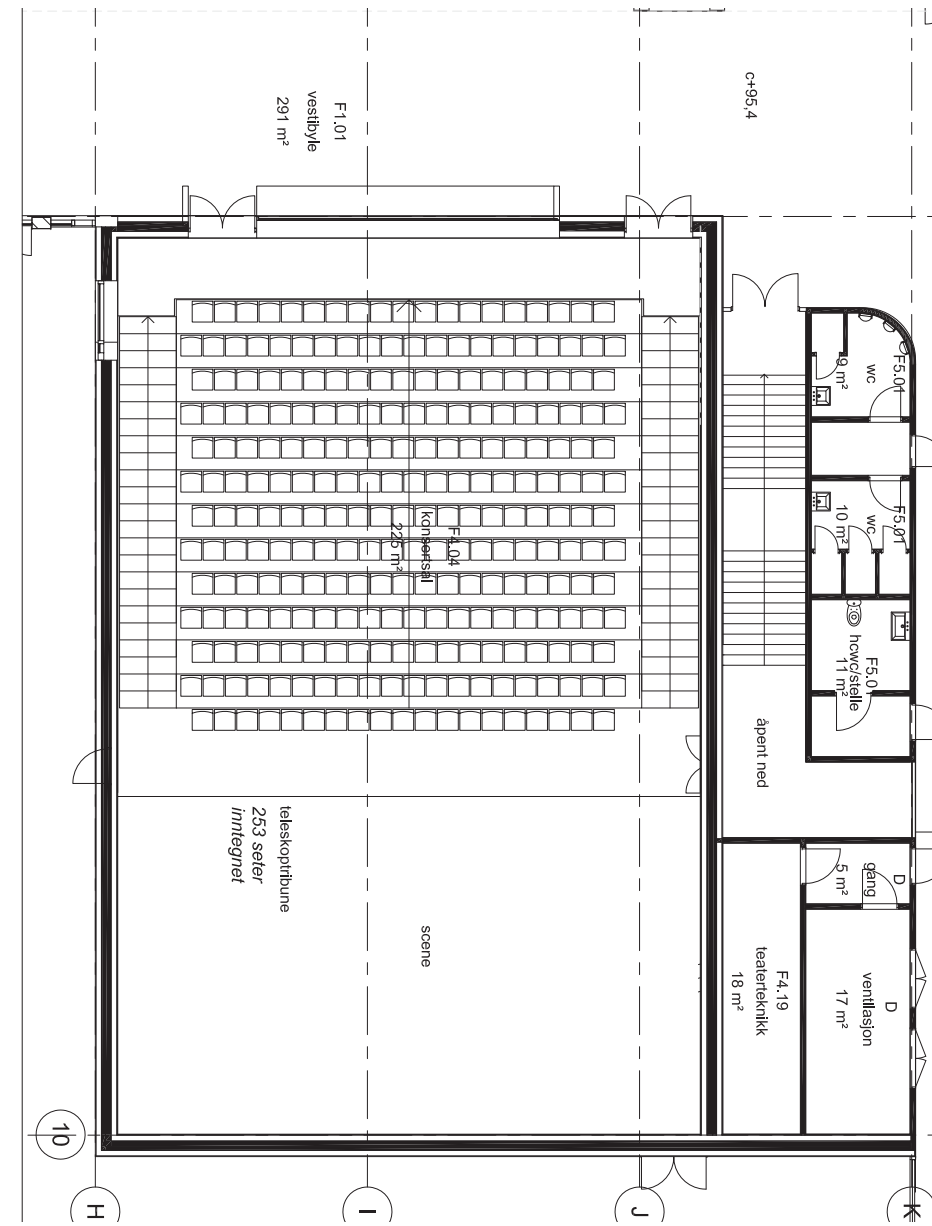 F1.01
vestibyle
291 m²
c+95,4
F5.01
wc
9 m²
F5.01
wc
10 m²
F4.04
konsertsal
225 m²
F5.0
hcwc/stelle
11 m²
åpent ned
teleskoptribune
253 seter
inntegnet
scene
D
gang
5 m²
F4.19
teaterteknikk
18 m²
D
ventilasjon
17 m²
10
H
I
J
K